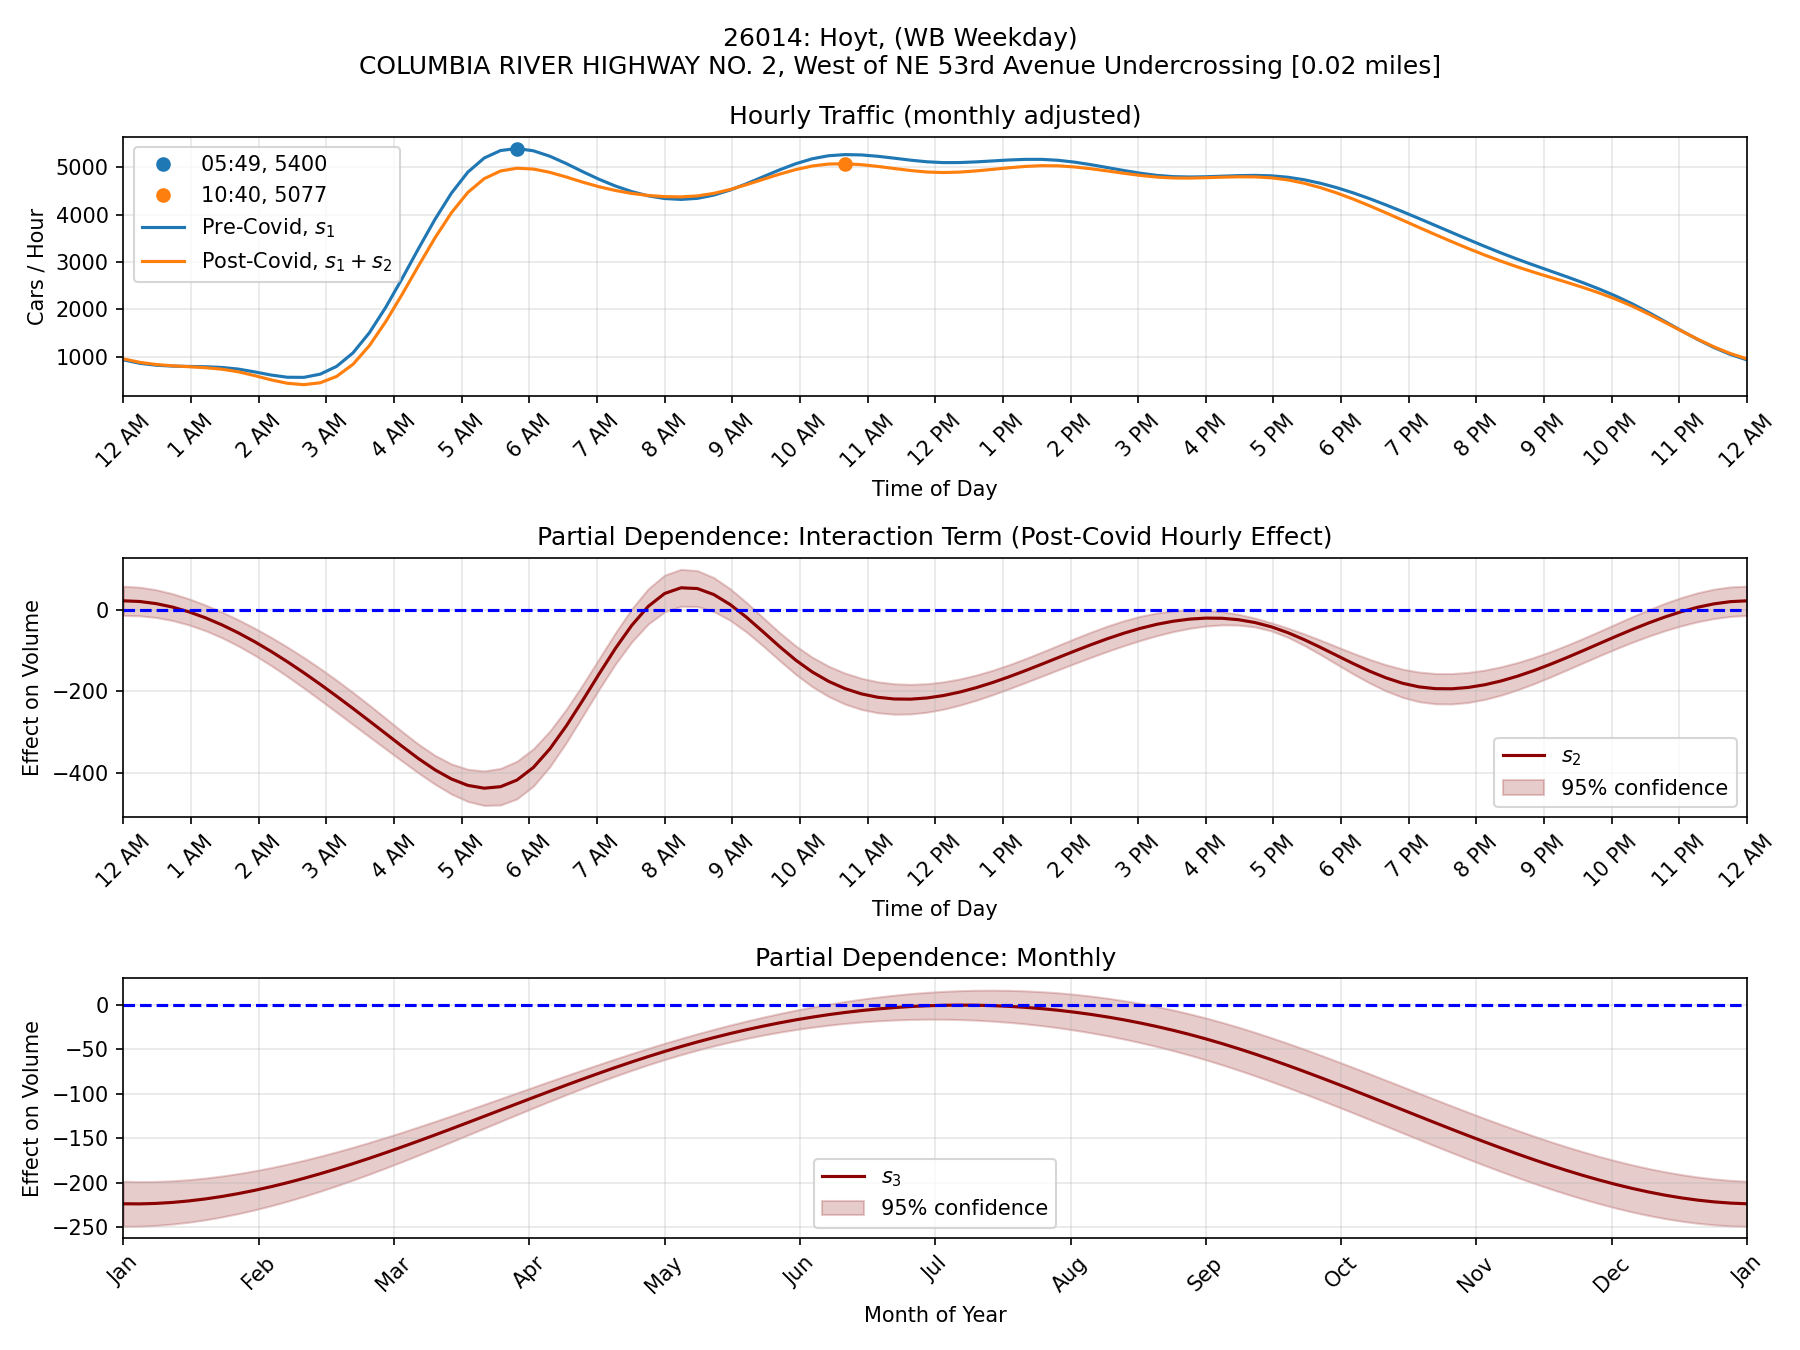 26014: Hoyt, (WB Weekday)
COLUMBIA RIVER HIGHWAY NO. 2, West of NE 53rd Avenue Undercrossing [0.02 miles]
Hourly Traffic (monthly adjusted)
05:49, 5400
10:40, 5077
Pre-Covid, s₁
Post-Covid, s₁ + s₂
Cars / Hour
5000
4000
3000
2000
1000
12 AM 1 AM 2 AM 3 AM 4 AM 5 AM 6 AM 7 AM 8 AM 9 AM 10 AM 11 AM 12 PM 1 PM 2 PM 3 PM 4 PM 5 PM 6 PM 7 PM 8 PM 9 PM 10 PM 11 PM 12 AM
Time of Day
Partial Dependence: Interaction Term (Post-Covid Hourly Effect)
Effect on Volume
0
−200
−400
s₂
95% confidence
12 AM 1 AM 2 AM 3 AM 4 AM 5 AM 6 AM 7 AM 8 AM 9 AM 10 AM 11 AM 12 PM 1 PM 2 PM 3 PM 4 PM 5 PM 6 PM 7 PM 8 PM 9 PM 10 PM 11 PM 12 AM
Time of Day
Partial Dependence: Monthly
Effect on Volume
0
−50
−100
−150
−200
−250
s₃
95% confidence
Jan Feb Mar Apr May Jun Jul Aug Sep Oct Nov Dec Jan
Month of Year